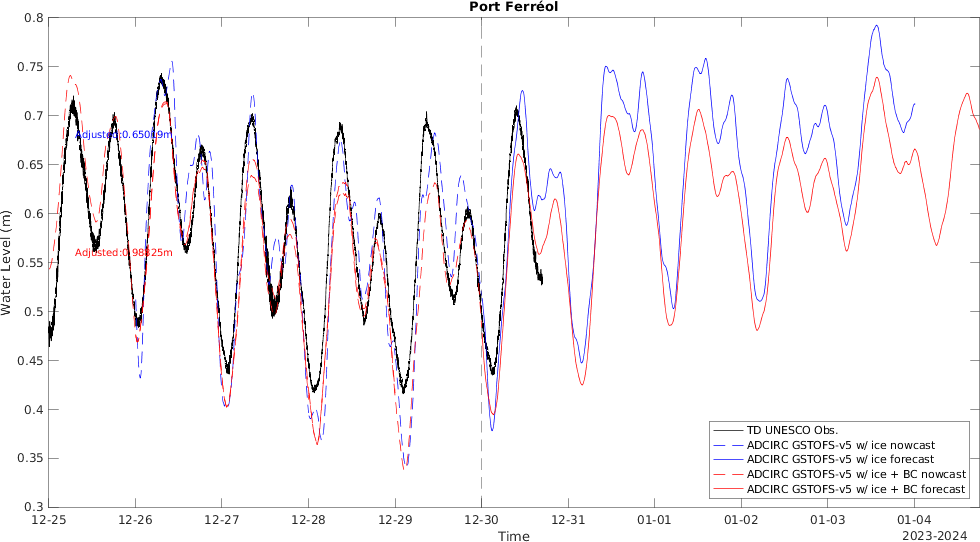 Port Ferréol
0.8
0.75
0.7
0.65
0.6
0.55
0.5
0.45
0.4
0.35
0.3
Water Level (m)
12-25
12-26
12-27
12-28
12-29
12-30
12-31
01-01
01-02
01-03
01-04
Time
2023-2024
TD UNESCO Obs.
ADCIRC GSTOFS-v5 w/ ice nowcast
ADCIRC GSTOFS-v5 w/ ice forecast
ADCIRC GSTOFS-v5 w/ ice + BC nowcast
ADCIRC GSTOFS-v5 w/ ice + BC forecast